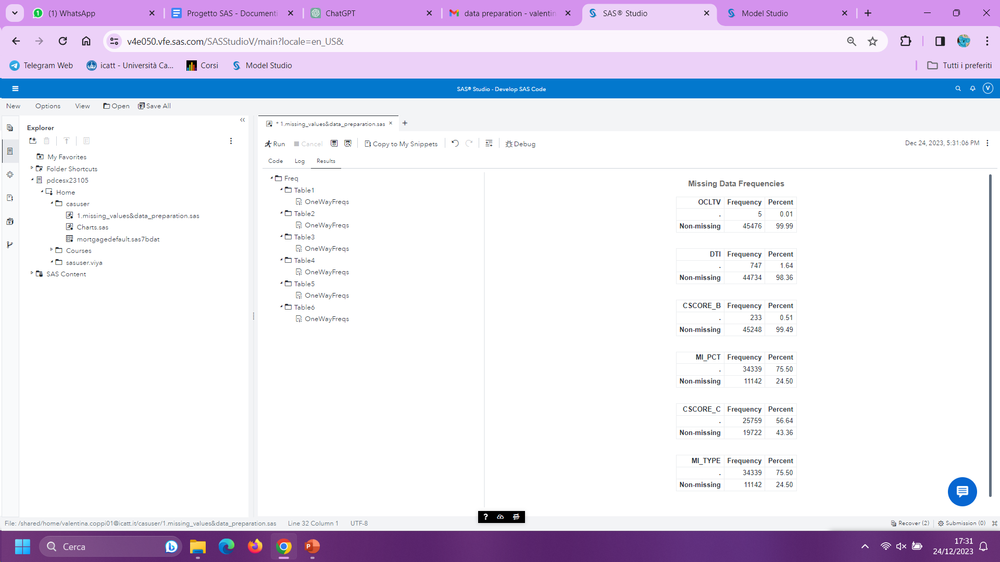 (1) WhatsApp
Progetto SAS - Documenti
ChatGPT
data preparation - valentin
SAS® Studio
Model Studio
v4e050.vfe.sas.com/SASStudioV/main?locale=en_US&
Telegram Web
icatt - Università Ca...
Corsi
Model Studio
Tutti i preferiti
SAS® Studio - Develop SAS Code
V
New Options View Open Save All
Explorer
My Favorites
Folder Shortcuts
pdcesx23105
Home
casuser
1.missing_values&data_preparation.sas
Charts.sas
mortgagedefault.sas7bdat
Courses
sasuser.viya
SAS Content
* 1.missing_values&data_preparation.sas
Run Cancel Copy to My Snippets Debug
Dec 24, 2023, 5:31:06 PM
Code Log Results
Freq
Table1
OneWayFreqs
Table2
OneWayFreqs
Table3
OneWayFreqs
Table4
OneWayFreqs
Table5
OneWayFreqs
Table6
OneWayFreqs
Missing Data Frequencies
OCLTV Frequency Percent
. 5 0.01
Non-missing 45476 99.99
DTI Frequency Percent
. 747 1.64
Non-missing 44734 98.36
CSCORE_B Frequency Percent
. 233 0.51
Non-missing 45248 99.49
MI_PCT Frequency Percent
. 34339 75.50
Non-missing 11142 24.50
CSCORE_C Frequency Percent
. 25759 56.64
Non-missing 19722 43.36
MI_TYPE Frequency Percent
. 34339 75.50
Non-missing 11142 24.50
?
File: /shared/home/valentina.coppi01@icatt.it/casuser/1.missing_values&data_preparation.sas Line 32 Column 1 UTF-8
Recover (2) Submission (0)
Cerca
17:31
24/12/2023